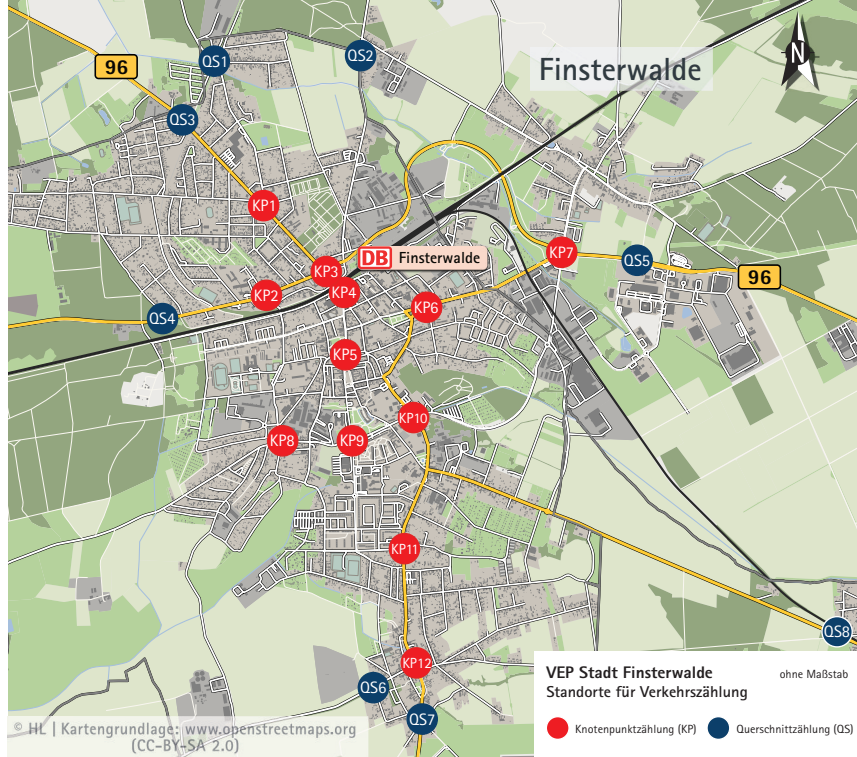 96
QS1
QS2
Finsterwalde
N
QS3
KP1
KP7
QS5
96
KP3
DB Finsterwalde
KP2
KP4
QS4
KP6
KP5
KP10
KP8
KP9
KP11
QS8
KP12
QS6
QS7
VEP Stadt Finsterwalde
ohne Maßstab
Standorte für Verkehrszählung
Knotenpunktzählung (KP)
Querschnittzählung (QS)
© HL | Kartengrundlage: www.openstreetmaps.org
(CC-BY-SA 2.0)